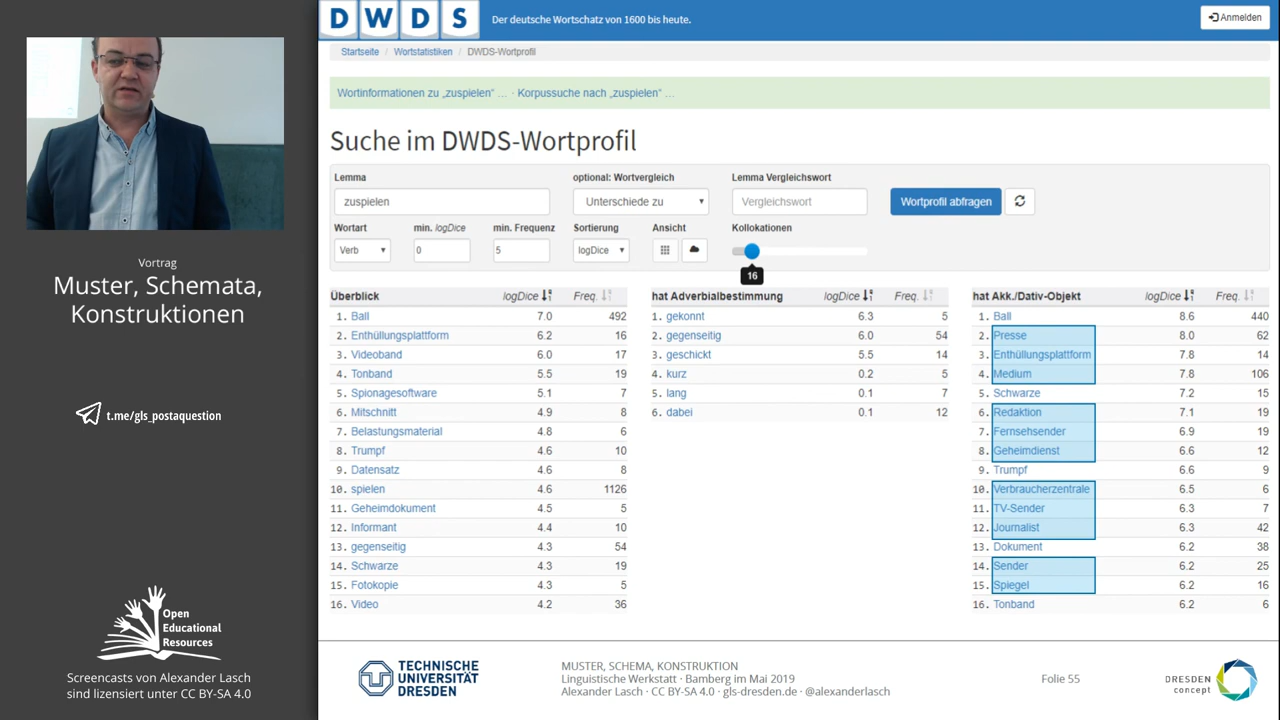 DWDS
Der deutsche Wortschatz von 1600 bis heute.
Anmelden
Startseite / Wortstatistiken / DWDS-Wortprofil
Wortinformationen zu „zuspielen“ … · Korpussuche nach „zuspielen“ …
Suche im DWDS-Wortprofil
Lemma
optional: Wortvergleich
Lemma Vergleichswort
zuspielen
Unterschiede zu
Vergleichswort
Wortprofil abfragen
Wortart
min. logDice
min. Frequenz
Sortierung
Ansicht
Kollokationen
Verb
0
5
logDice
16
Überblick logDice Freq.
1. Ball 7.0 492
2. Enthüllungsplattform 6.2 16
3. Videoband 6.0 17
4. Tonband 5.5 19
5. Spionagesoftware 5.1 7
6. Mitschnitt 4.9 8
7. Belastungsmaterial 4.8 6
8. Trumpf 4.6 10
9. Datensatz 4.6 8
10. spielen 4.6 1126
11. Geheimdokument 4.5 5
12. Informant 4.4 10
13. gegenseitig 4.3 54
14. Schwarze 4.3 19
15. Fotokopie 4.3 5
16. Video 4.2 36
hat Adverbialbestimmung logDice Freq.
1. gekonnt 6.3 5
2. gegenseitig 6.0 54
3. geschickt 5.5 14
4. kurz 0.2 5
5. lang 0.1 7
6. dabei 0.1 12
hat Akk./Dativ-Objekt logDice Freq.
1. Ball 8.6 440
2. Presse 8.0 62
3. Enthüllungsplattform 7.8 14
4. Medium 7.8 106
5. Schwarze 7.2 15
6. Redaktion 7.1 19
7. Fernsehsender 6.9 19
8. Geheimdienst 6.6 12
9. Trumpf 6.6 9
10. Verbraucherzentrale 6.5 6
11. TV-Sender 6.3 7
12. Journalist 6.3 42
13. Dokument 6.2 38
14. Sender 6.2 25
15. Spiegel 6.2 16
16. Tonband 6.2 6
Vortrag
Muster, Schemata,
Konstruktionen
t.me/gls_postaquestion
Open
Educational
Resources
Screencasts von Alexander Lasch
sind lizensiert unter CC BY-SA 4.0
TECHNISCHE
UNIVERSITÄT
DRESDEN
MUSTER, SCHEMA, KONSTRUKTION
Linguistische Werkstatt · Bamberg im Mai 2019
Alexander Lasch · CC BY-SA 4.0 · gls-dresden.de · @alexanderlasch
Folie 55
DRESDEN
concept